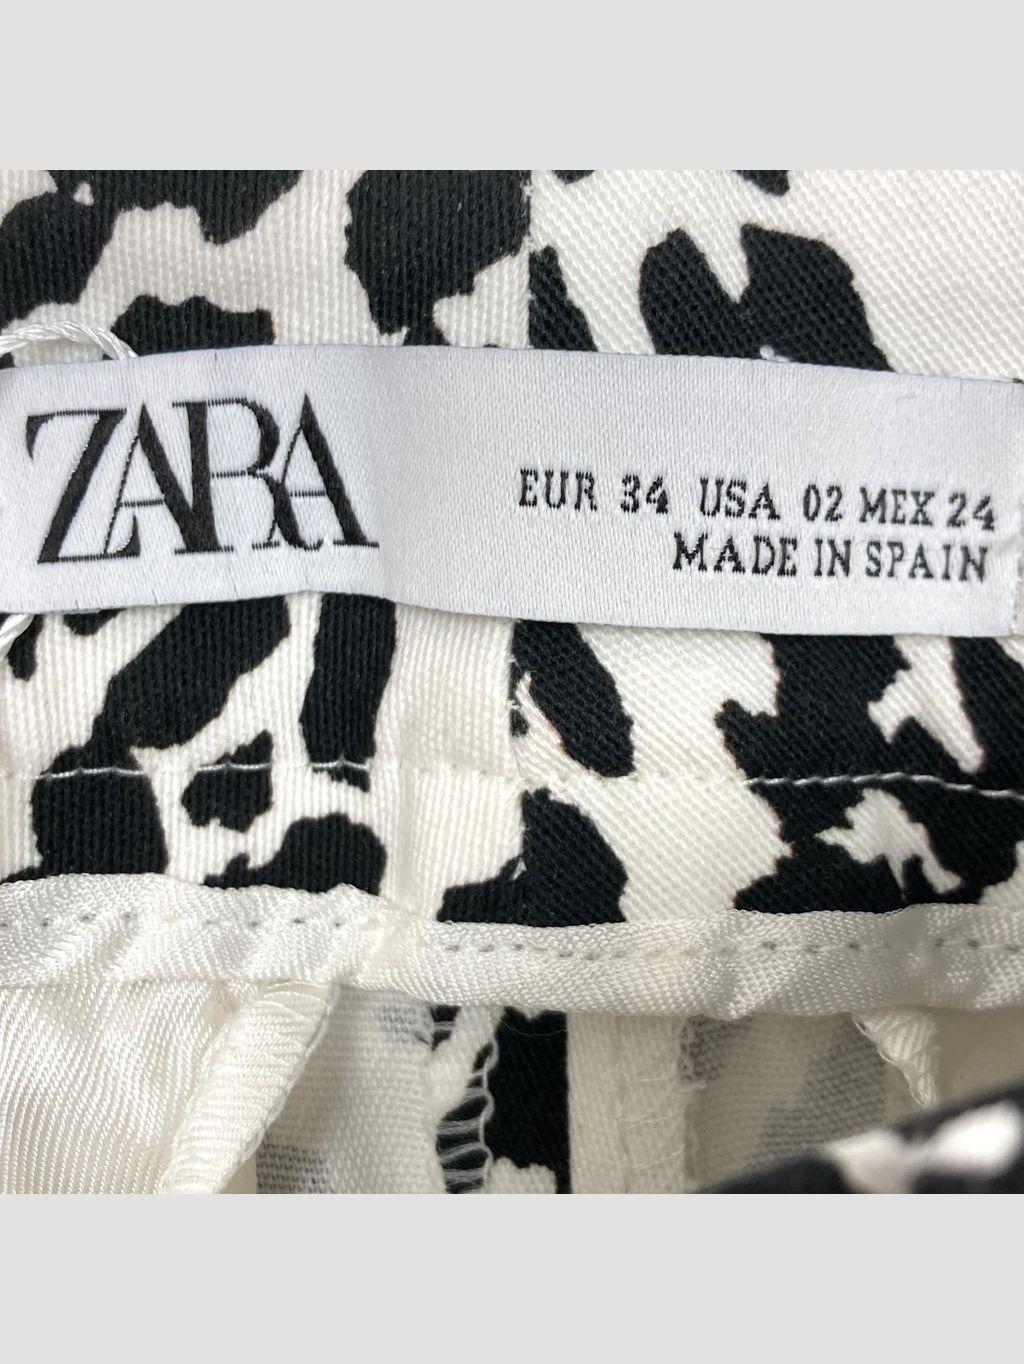 ZARA
EUR 34 USA 02 MEX 24
MADE IN SPAIN